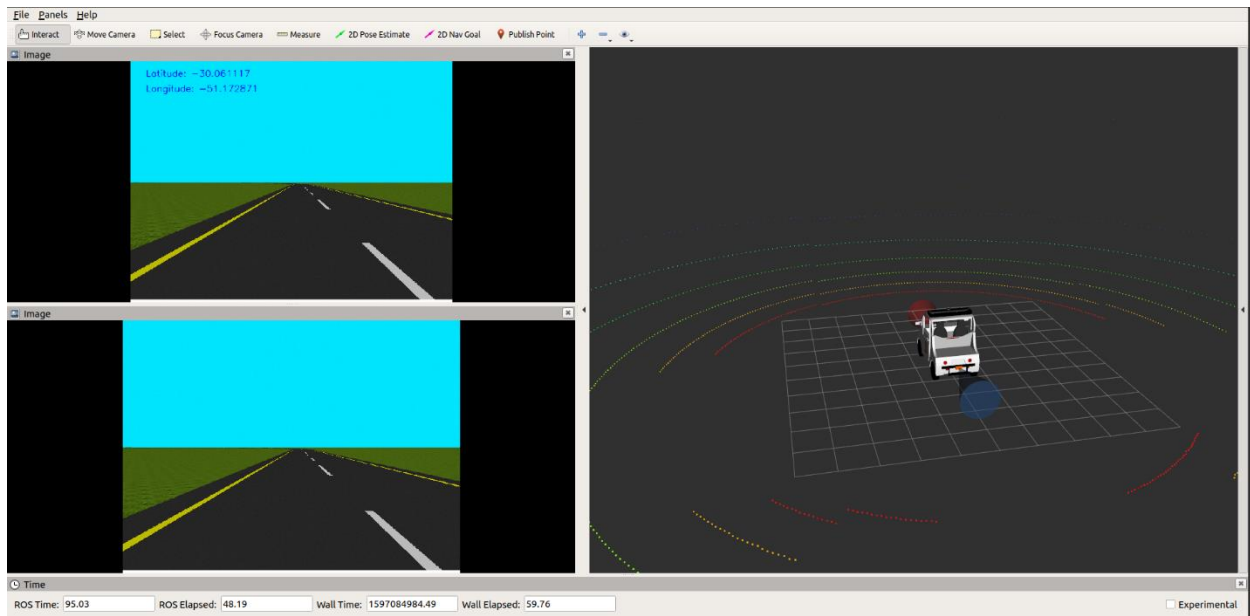 File Panels Help
Interact Move Camera Select Focus Camera Measure 2D Pose Estimate 2D Nav Goal Publish Point
Image
Latitude: -30.061117
Longitude: -51.172871
Image
Time
ROS Time: 95.03 ROS Elapsed: 48.19 Wall Time: 1597084984.49 Wall Elapsed: 59.76 Experimental